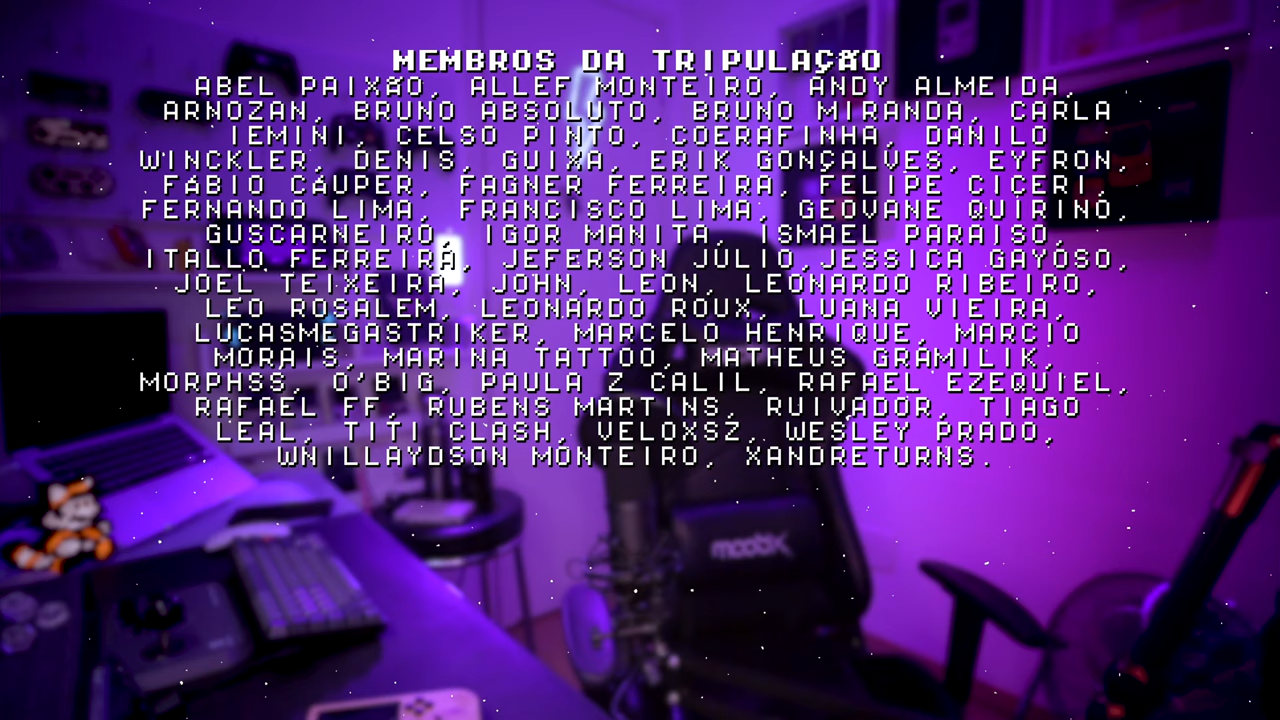 MEMBROS DA TRIPULAÇÃO
ABEL PAIXÃO, ALLEF MONTEIRO, ANDY ALMEIDA,
ARNOZAN, BRUNO ABSOLUTO, BRUNO MIRANDA, CARLA
IEMINI, CELSO PINTO, COERAFINHA, DANILO
WINCKLER, DENIS, GUIXA, ERIK GONÇALVES, EYFRON,
FÁBIO CÁUPER, FAGNER FERREIRA, FELIPE CICERI,
FERNANDO LIMA, FRANCISCO LIMA, GEOVANE QUIRINO,
GUSCARNEIRO, IGOR MANITA, ISMAEL PARAISO,
ITALLO FERREIRA, JEFERSON JÚLIO,JESSICA GAYOSO,
JOEL TEIXEIRA, JOHN, LEON, LEONARDO RIBEIRO,
LEO ROSALEM, LEONARDO ROUX, LUANA VIEIRA,
LUCASMEGASTRIKER, MARCELO HENRIQUE, MARCIO
MORAIS, MARINA TATTOO, MATHEUS GRAMILIK,
MORPHSS, O'BIG, PAULA Z CALIL, RAFAEL EZEQUIEL,
RAFAEL FF, RUBENS MARTINS, RUIVADOR, TIAGO
LEAL, TITI CLASH, VELOXSZ, WESLEY PRADO,
WNILLAYDSON MONTEIRO, XANDRETURNS.